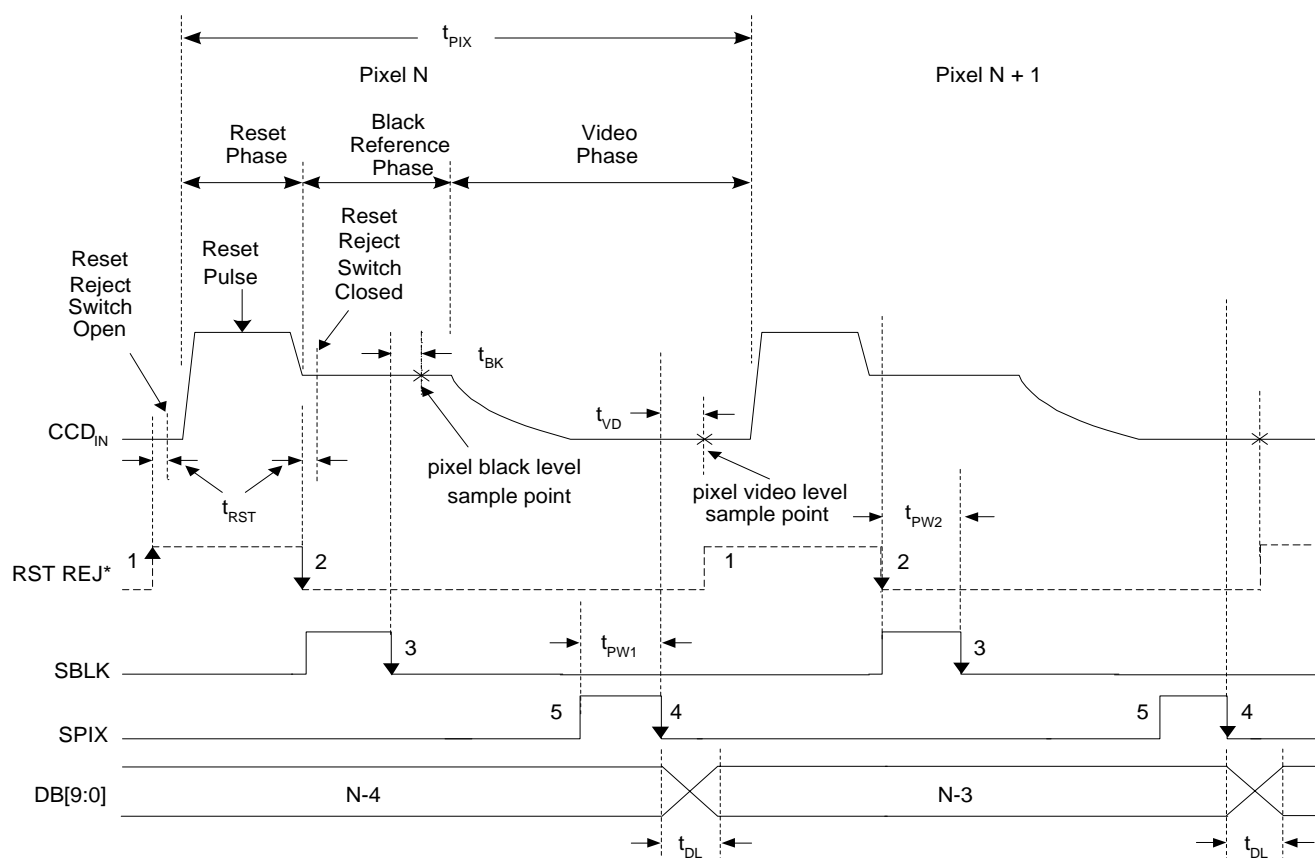 tPIX
Pixel N
Pixel N + 1
Reset
Phase
Black
Reference
Phase
Video
Phase
Reset
Reject
Switch
Closed
Reset
Pulse
Reset
Reject
Switch
Open
tBK
tVD
CCDIN
pixel black level
sample point
pixel video level
sample point
tRST
tPW2
RST REJ*
1
2
1
2
SBLK
3
tPW1
3
SPIX
5
4
5
4
DB[9:0]
N-4
N-3
tDL
tDL